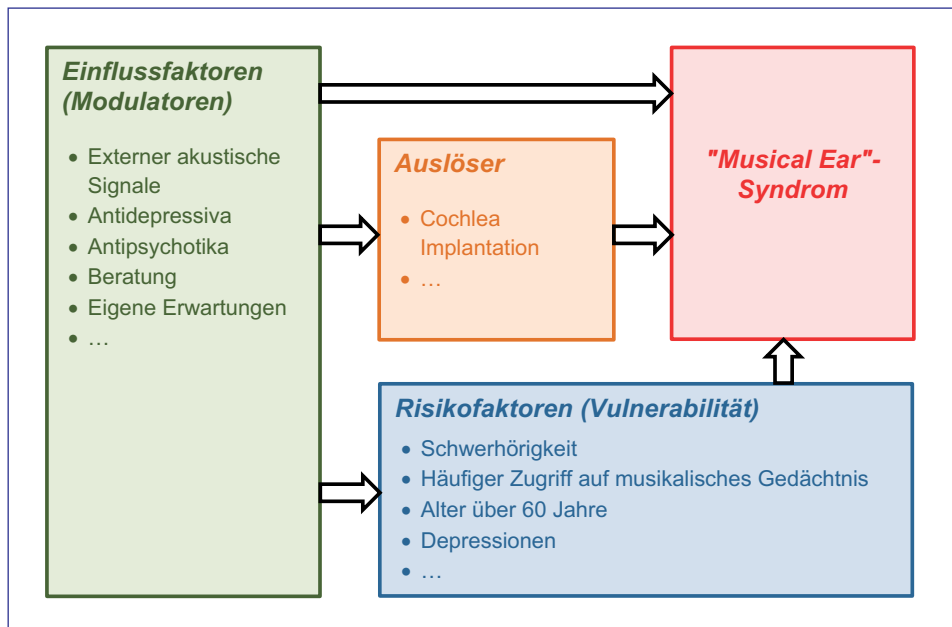 Einflussfaktoren
(Modulatoren)
• Externer akustische
Signale
• Antidepressiva
• Antipsychotika
• Beratung
• Eigene Erwartungen
• …
Auslöser
• Cochlea
Implantation
• …
"Musical Ear"-
Syndrom
Risikofaktoren (Vulnerabilität)
• Schwerhörigkeit
• Häufiger Zugriff auf musikalisches Gedächtnis
• Alter über 60 Jahre
• Depressionen
• …